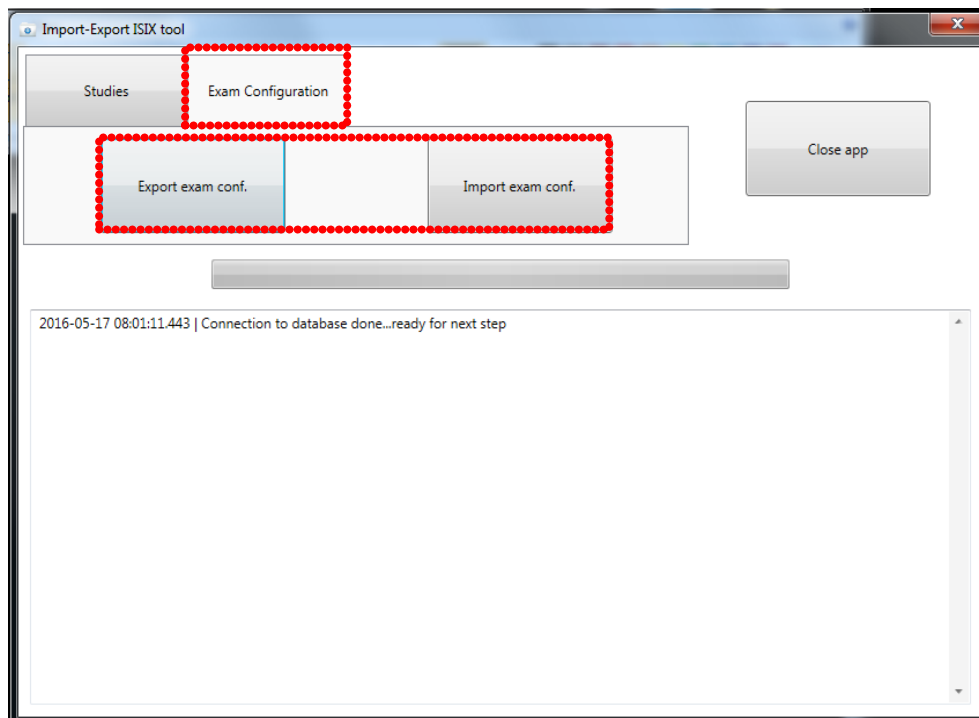 Import-Export ISIX tool
Studies
Exam Configuration
Close app
Export exam conf.
Import exam conf.
2016-05-17 08:01:11.443 | Connection to database done...ready for next step